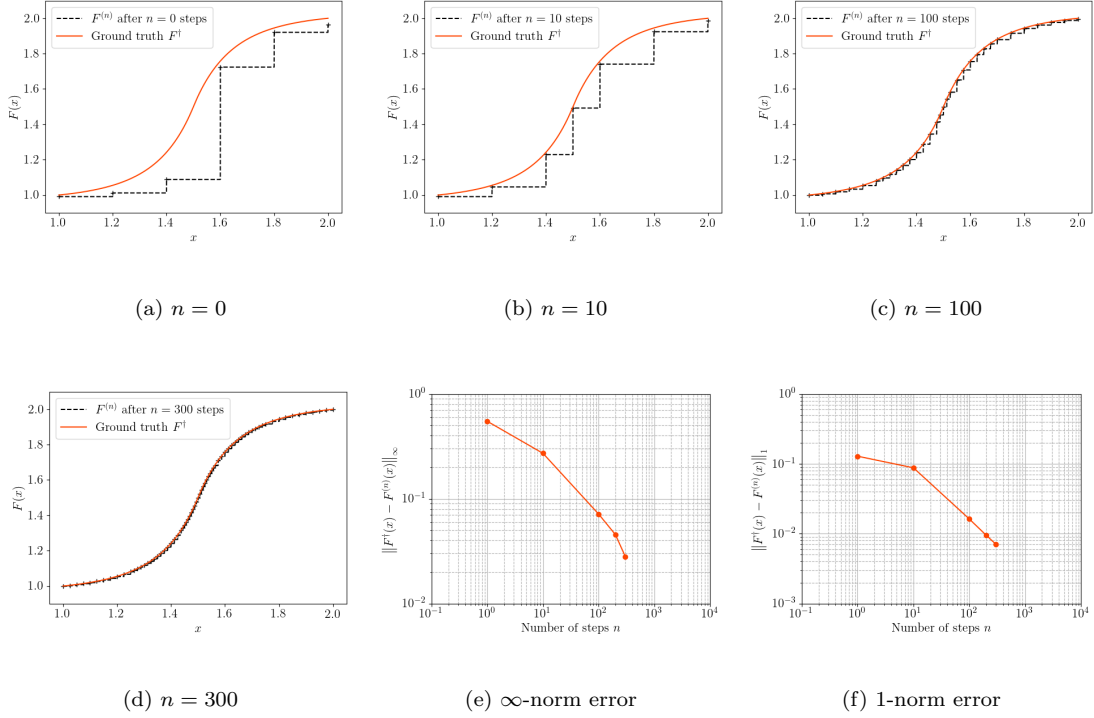 F^{(n)} after n = 0 steps
Ground truth F^†
2.0
1.8
1.6
1.4
1.2
1.0
F(x)
1.0 1.2 1.4 1.6 1.8 2.0
x
(a) n = 0
F^{(n)} after n = 10 steps
Ground truth F^†
2.0
1.8
1.6
1.4
1.2
1.0
F(x)
1.0 1.2 1.4 1.6 1.8 2.0
x
(b) n = 10
F^{(n)} after n = 100 steps
Ground truth F^†
2.0
1.8
1.6
1.4
1.2
1.0
F(x)
1.0 1.2 1.4 1.6 1.8 2.0
x
(c) n = 100
F^{(n)} after n = 300 steps
Ground truth F^†
2.0
1.8
1.6
1.4
1.2
1.0
F(x)
1.0 1.2 1.4 1.6 1.8 2.0
x
(d) n = 300
10^0
10^{-1}
10^{-2}
‖F^†(x) − F^{(n)}(x)‖_∞
10^{-1} 10^0 10^1 10^2 10^3 10^4
Number of steps n
(e) ∞-norm error
10^0
10^{-1}
10^{-2}
10^{-3}
‖F^†(x) − F^{(n)}(x)‖_1
10^{-1} 10^0 10^1 10^2 10^3 10^4
Number of steps n
(f) 1-norm error